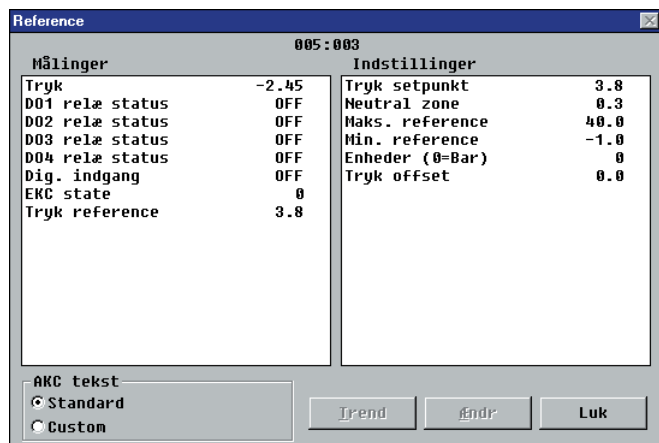 Reference
005:003
Målinger
Tryk -2.45
DO1 relæ status OFF
DO2 relæ status OFF
DO3 relæ status OFF
DO4 relæ status OFF
Dig. indgang OFF
EKC state 0
Tryk reference 3.8
Indstillinger
Tryk setpunkt 3.8
Neutral zone 0.3
Maks. reference 40.0
Min. reference -1.0
Enheder (0=Bar) 0
Tryk offset 0.0
AKC tekst
Standard
Custom
Trend
Ændr
Luk